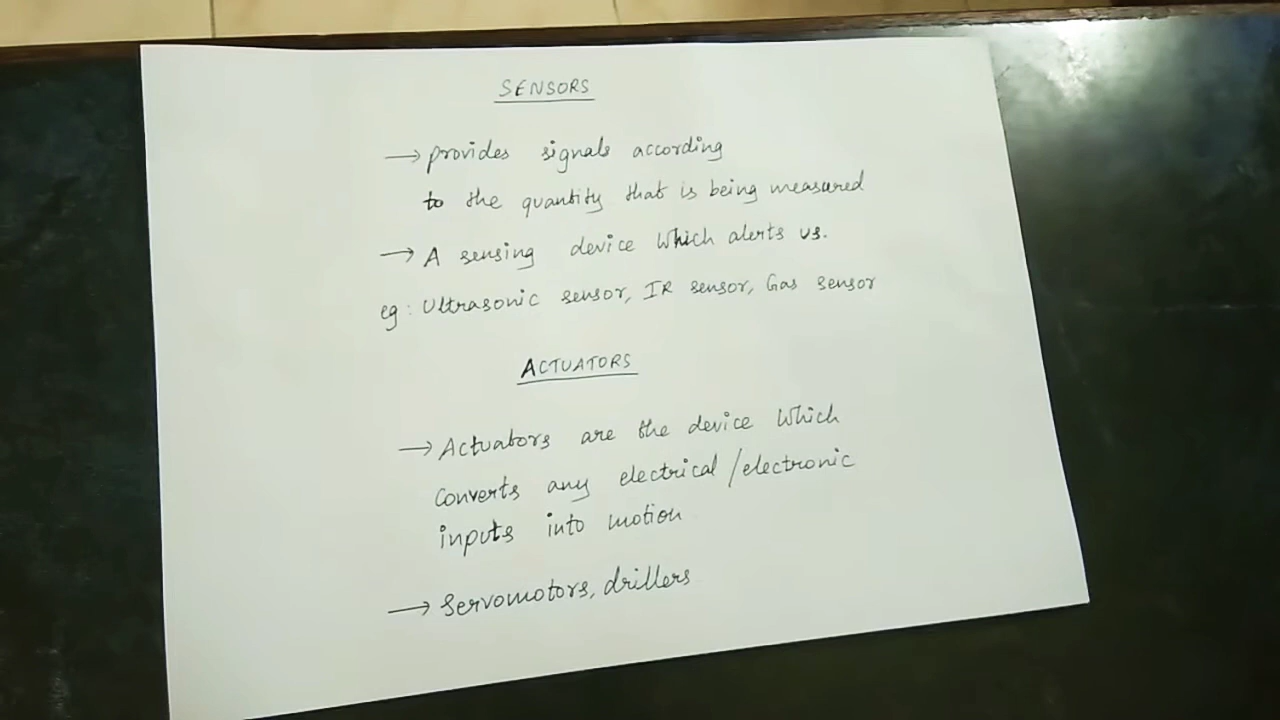 SENSORS
→ provides signals according
to the quantity that is being measured
→ A sensing device which alerts us.
eg: Ultrasonic sensor, IR sensor, Gas sensor
ACTUATORS
→ Actuators are the device which
converts any electrical/electronic
inputs into motion
→ servomotors, drillers